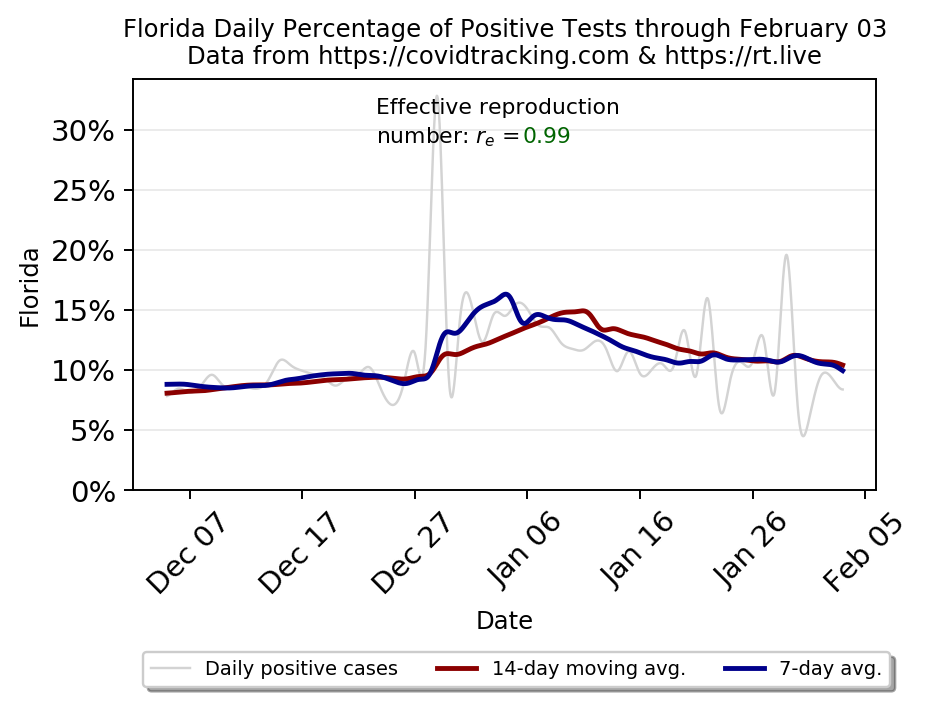 Florida Daily Percentage of Positive Tests through February 03
Data from https://covidtracking.com & https://rt.live
Effective reproduction
number: rₑ = 0.99
30%
25%
20%
15%
10%
5%
0%
Florida
Dec 07
Dec 17
Dec 27
Jan 06
Jan 16
Jan 26
Feb 05
Date
Daily positive cases
14-day moving avg.
7-day avg.